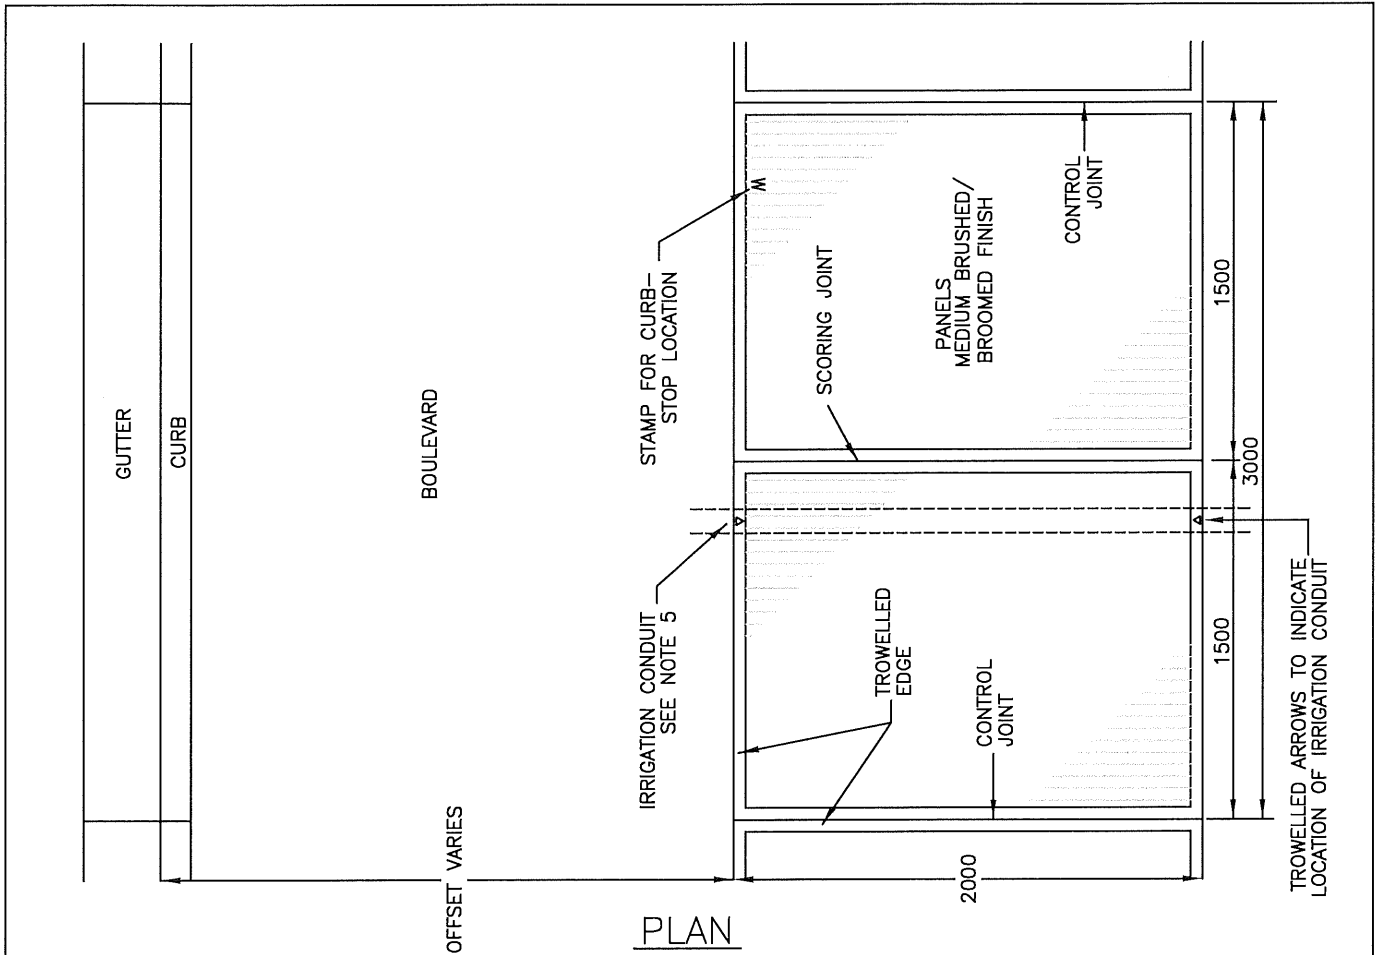 GUTTER
CURB
BOULEVARD
OFFSET VARIES
STAMP FOR CURB-
STOP LOCATION
IRRIGATION CONDUIT
SEE NOTE 5
W
SCORING JOINT
PANELS
MEDIUM BRUSHED/
BROOMED FINISH
CONTROL
JOINT
TROWELLED
EDGE
CONTROL
JOINT
1500
3000
1500
2000
TROWELLED ARROWS TO INDICATE
LOCATION OF IRRIGATION CONDUIT
PLAN